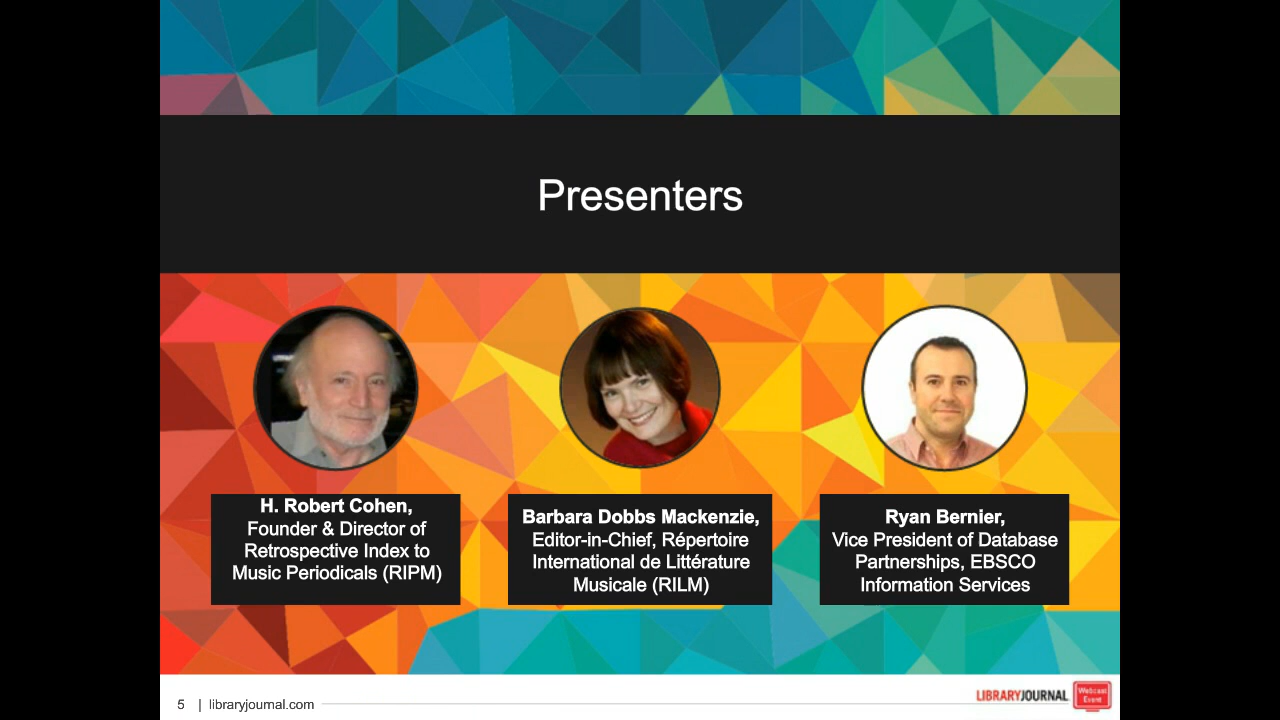 Presenters
H. Robert Cohen,
Founder & Director of
Retrospective Index to
Music Periodicals (RIPM)
Barbara Dobbs Mackenzie,
Editor-in-Chief, Répertoire
International de Littérature
Musicale (RILM)
Ryan Bernier,
Vice President of Database
Partnerships, EBSCO
Information Services
5 | libraryjournal.com
LIBRARYJOURNAL
Webcast
Event